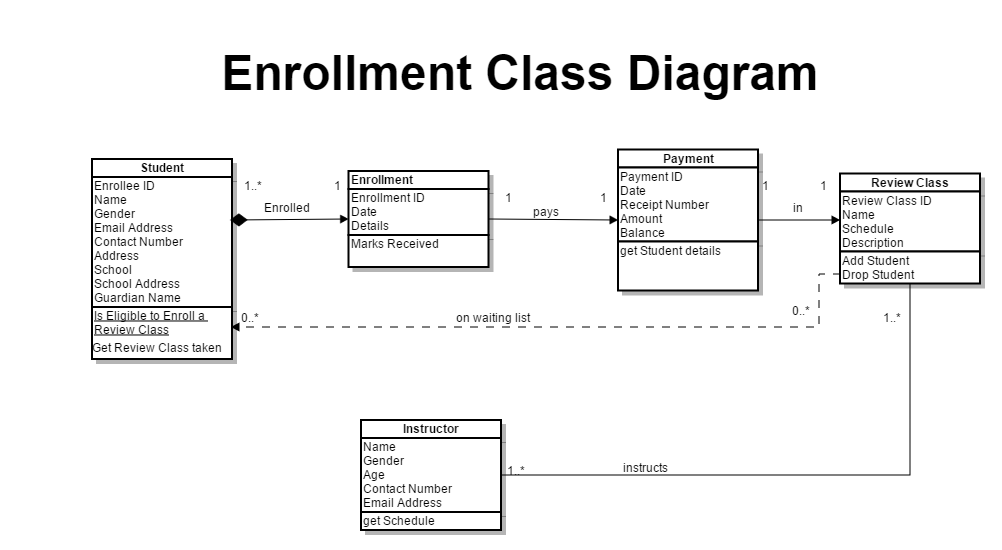 Enrollment Class Diagram
Student
Enrollee ID
Name
Gender
Email Address
Contact Number
Address
School
School Address
Guardian Name
Is Eligible to Enroll a
Review Class
Get Review Class taken
1..*
Enrolled
1
Enrollment
Enrollment ID
Date
Details
Marks Received
1
pays
1
Payment
Payment ID
Date
Receipt Number
Amount
Balance
get Student details
1
in
1
Review Class
Review Class ID
Name
Schedule
Description
Add Student
Drop Student
0..*
on waiting list
0..*
1..*
Instructor
Name
Gender
Age
Contact Number
Email Address
get Schedule
1..*
instructs